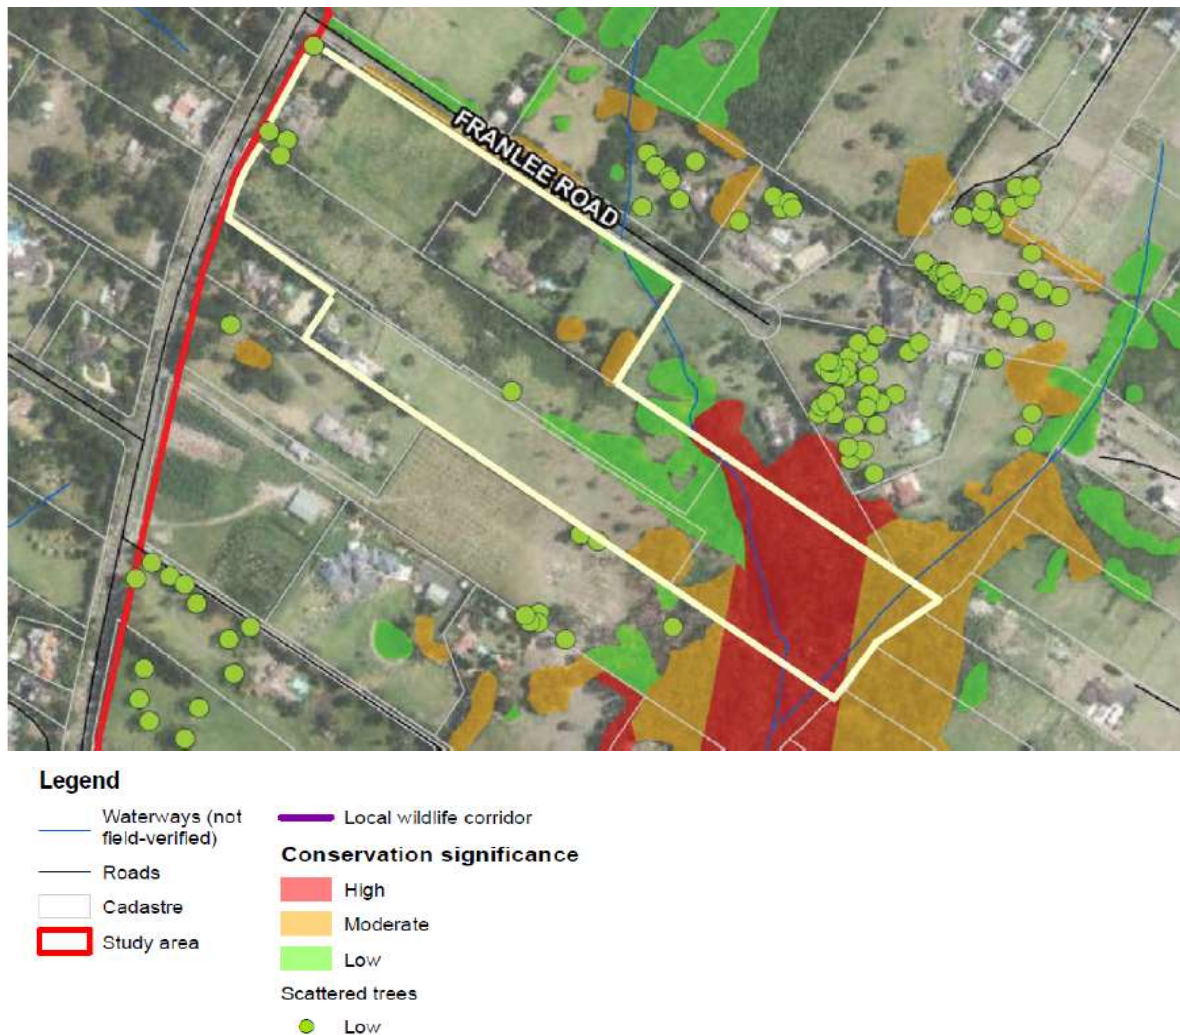 FRANLEE ROAD
Legend
Waterways (not
field-verified)
Roads
Cadastre
Study area
Local wildlife corridor
Conservation significance
High
Moderate
Low
Scattered trees
Low